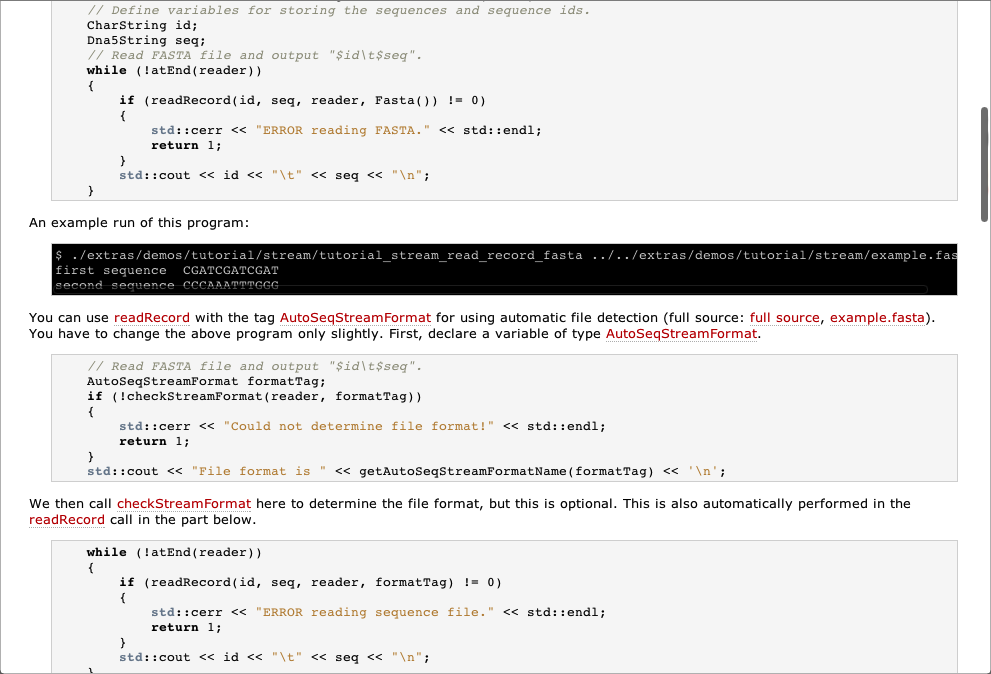 // Define variables for storing the sequences and sequence ids.
CharString id;
Dna5String seq;
// Read FASTA file and output "$id\t$seq".
while (!atEnd(reader))
{
if (readRecord(id, seq, reader, Fasta()) != 0)
{
std::cerr << "ERROR reading FASTA." << std::endl;
return 1;
}
std::cout << id << "\t" << seq << "\n";
}
An example run of this program:
$ ./extras/demos/tutorial/stream/tutorial_stream_read_record_fasta ../../extras/demos/tutorial/stream/example.fas
first sequence  CGATCGATCGAT
second sequence CCCAAATTTGGG
You can use readRecord with the tag AutoSeqStreamFormat for using automatic file detection (full source: full source, example.fasta).
You have to change the above program only slightly. First, declare a variable of type AutoSeqStreamFormat.
// Read FASTA file and output "$id\t$seq".
AutoSeqStreamFormat formatTag;
if (!checkStreamFormat(reader, formatTag))
{
std::cerr << "Could not determine file format!" << std::endl;
return 1;
}
std::cout << "File format is " << getAutoSeqStreamFormatName(formatTag) << '\n';
We then call checkStreamFormat here to determine the file format, but this is optional. This is also automatically performed in the
readRecord call in the part below.
while (!atEnd(reader))
{
if (readRecord(id, seq, reader, formatTag) != 0)
{
std::cerr << "ERROR reading sequence file." << std::endl;
return 1;
}
std::cout << id << "\t" << seq << "\n";
}